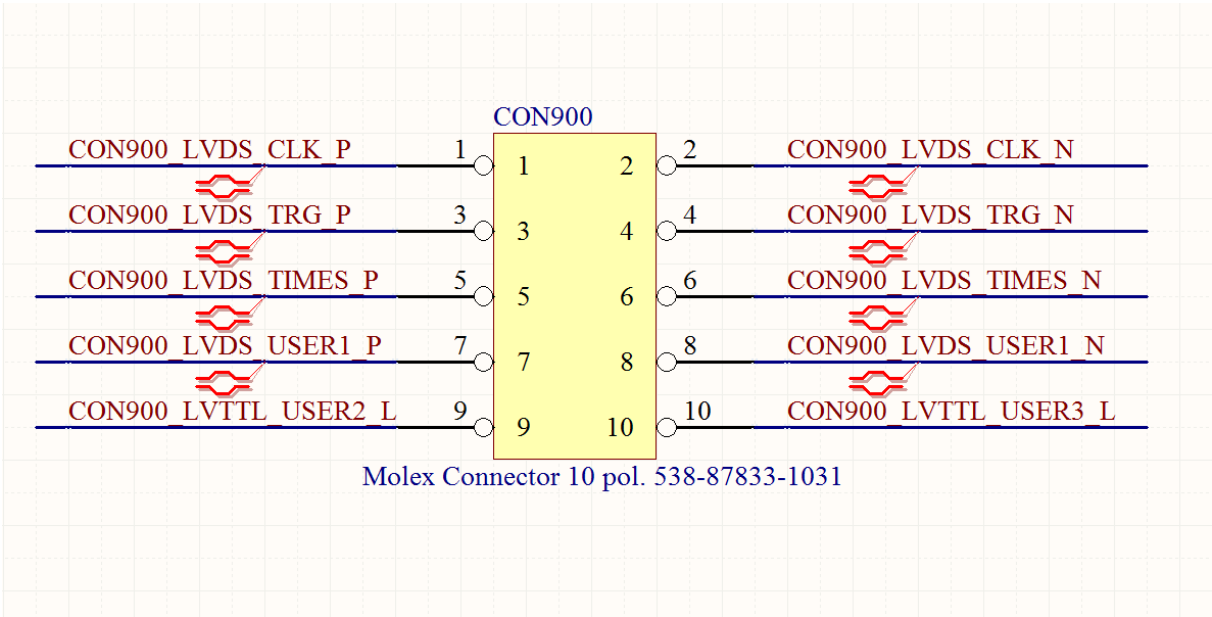 CON900
CON900_LVDS_CLK_P 1 1 2 2 CON900_LVDS_CLK_N
CON900_LVDS_TRG_P 3 3 4 4 CON900_LVDS_TRG_N
CON900_LVDS_TIMES_P 5 5 6 6 CON900_LVDS_TIMES_N
CON900_LVDS_USER1_P 7 7 8 8 CON900_LVDS_USER1_N
CON900_LVTTL_USER2_L 9 9 10 10 CON900_LVTTL_USER3_L
Molex Connector 10 pol. 538-87833-1031